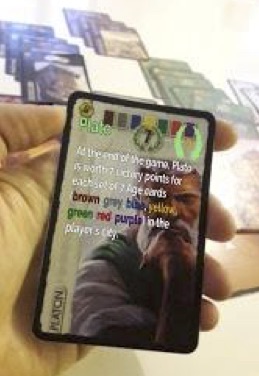 Plato
At the end of the game, Plato
is worth 7 victory points for
each set of 7 Age cards
brown grey blue, yellow,
green red purple) in the
player's city.
PLATON